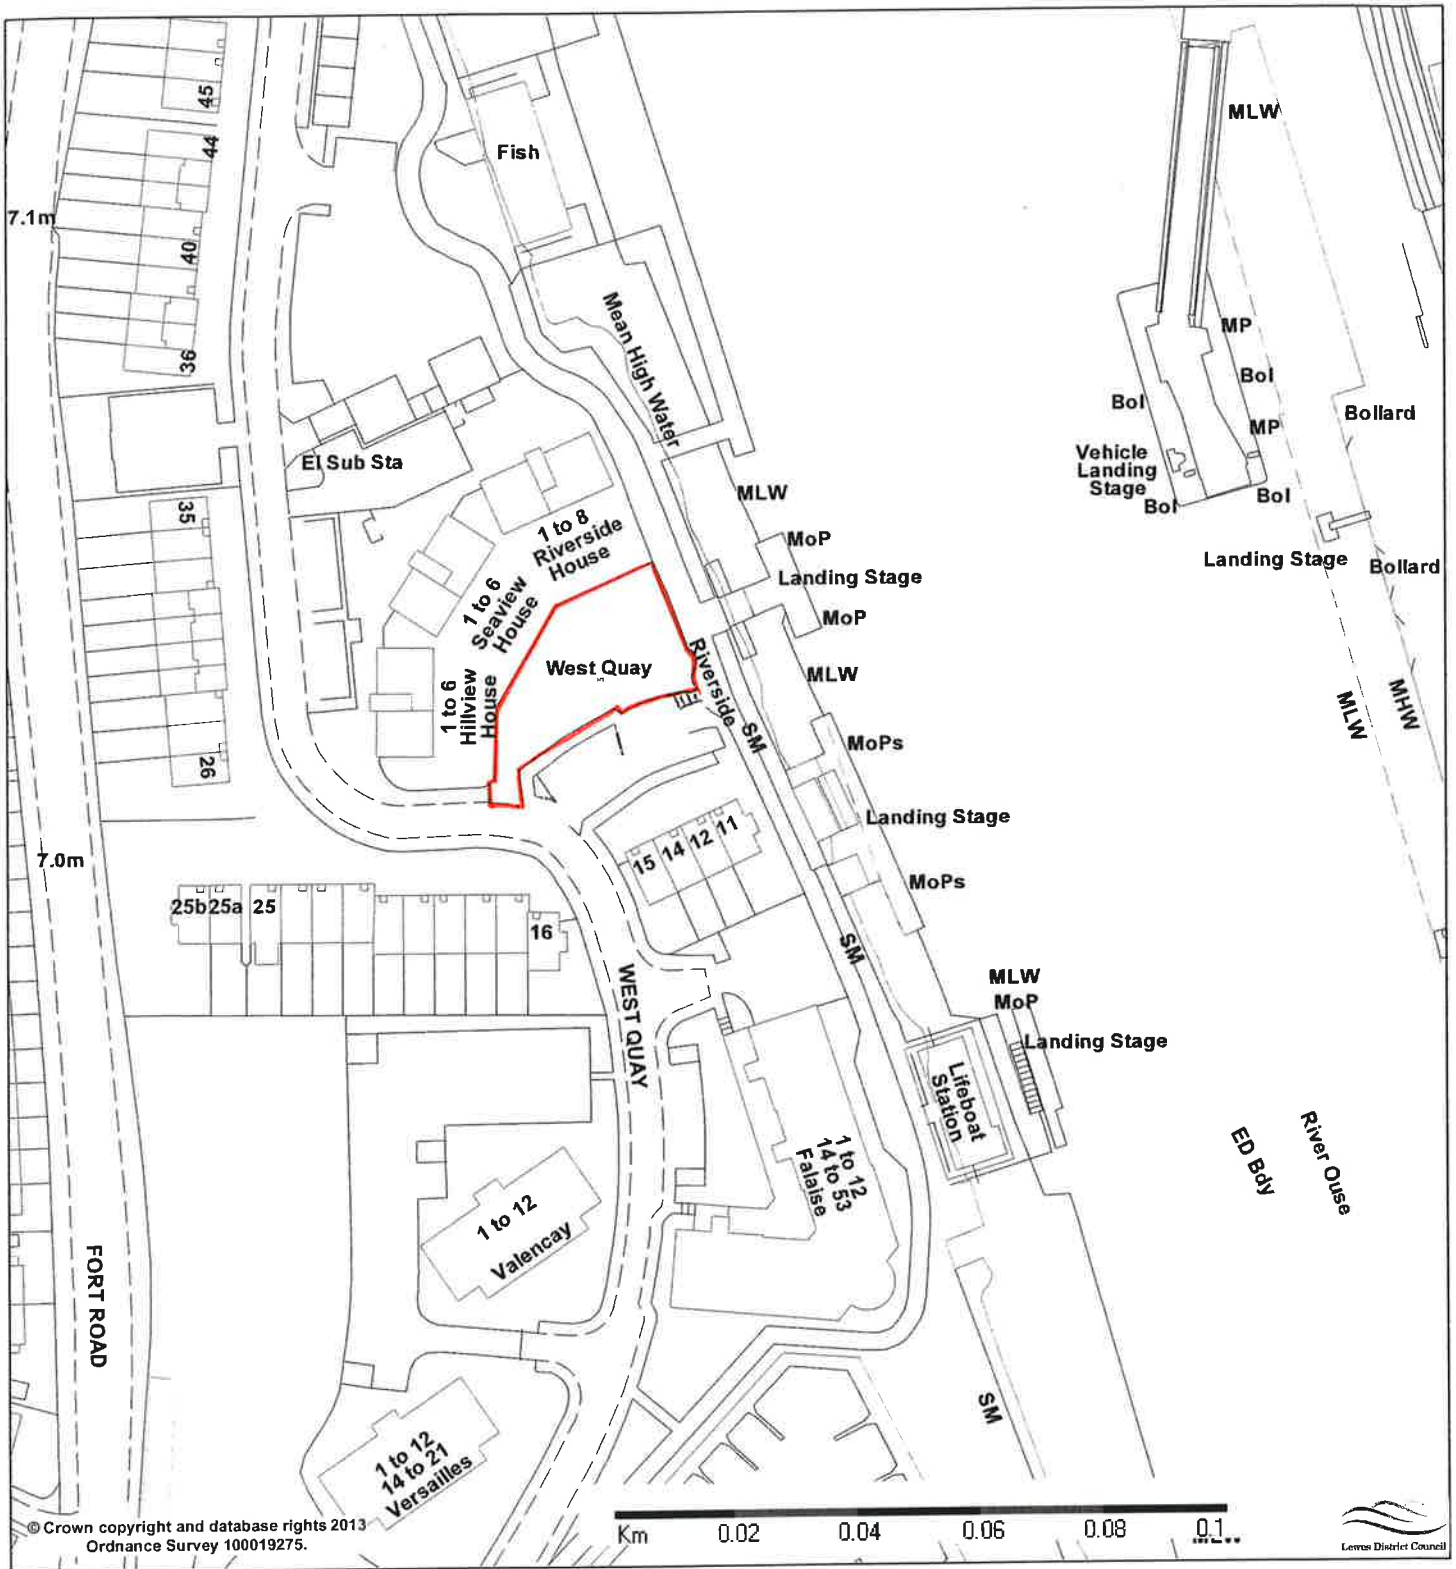 45
44
MLW
Fish
7.1m
40
Mean High Water
36
MP
Bol
Bol
Bollard
MP
Vehicle
Landing
Stage
Bol
Bol
El Sub Sta
MLW
35
1 to 8
Riverside
House
MoP
Landing Stage
Landing Stage
Bollard
1 to 6
Seaview
House
MoP
West Quay
Riverside
MLW
1 to 6
Hillview
House
MLW
MHW
SM
MoPs
26
Landing Stage
15
14
12
11
7.0m
MoPs
25b
25a
25
16
SM
WEST QUAY
MLW
MoP
Landing Stage
Lifeboat
Station
1 to 12
14 to 53
Falaise
ED Bdy
River Ouse
1 to 12
Valencay
FORT ROAD
SM
1 to 12
14 to 21
Versailles
© Crown copyright and database rights 2013
Ordnance Survey 100019275.
Km 0.02 0.04 0.06 0.08 0.1
Lewes District Council